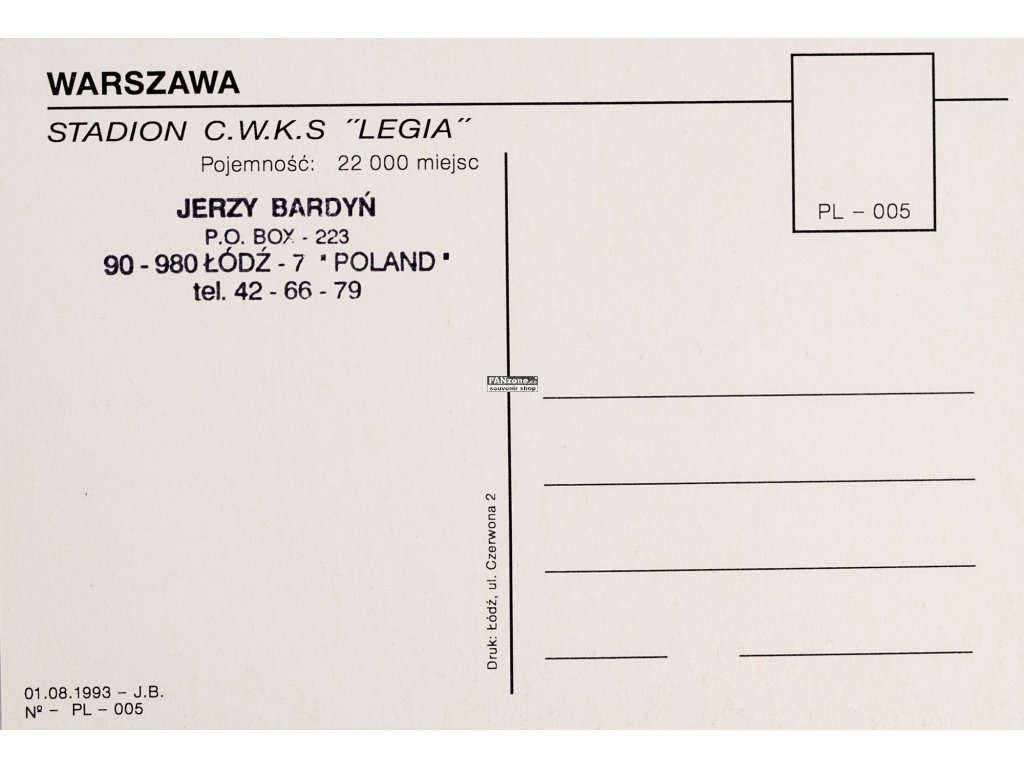 WARSZAWA
STADION C.W.K.S "LEGIA"
Pojemność: 22 000 miejsc
JERZY BARDYŃ
P.O. BOX - 223
90 - 980 ŁÓDŹ - 7 " POLAND "
tel. 42 - 66 - 79
PL – 005
FANzone.cz
souvenir shop
Druk: Łódź, ul. Czerwona 2
01.08.1993 – J.B.
Nº – PL – 005